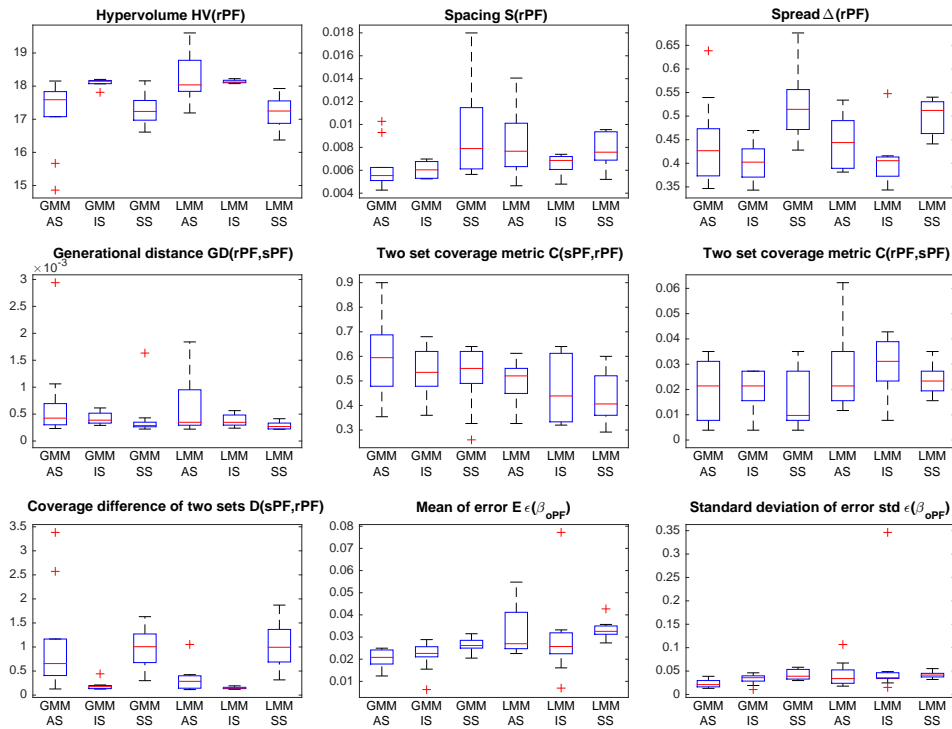 Hypervolume HV(rPF)
19
18
17
16
15
GMM GMM GMM LMM LMM LMM
AS IS SS AS IS SS
Spacing S(rPF)
0.018
0.016
0.014
0.012
0.01
0.008
0.006
0.004
GMM GMM GMM LMM LMM LMM
AS IS SS AS IS SS
Spread Δ(rPF)
0.65
0.6
0.55
0.5
0.45
0.4
0.35
GMM GMM GMM LMM LMM LMM
AS IS SS AS IS SS
Generational distance GD(rPF,sPF)
×10⁻³
3
2.5
2
1.5
1
0.5
0
GMM GMM GMM LMM LMM LMM
AS IS SS AS IS SS
Two set coverage metric C(sPF,rPF)
0.9
0.8
0.7
0.6
0.5
0.4
0.3
GMM GMM GMM LMM LMM LMM
AS IS SS AS IS SS
Two set coverage metric C(rPF,sPF)
0.06
0.05
0.04
0.03
0.02
0.01
0
GMM GMM GMM LMM LMM LMM
AS IS SS AS IS SS
Coverage difference of two sets D(sPF,rPF)
3.5
3
2.5
2
1.5
1
0.5
0
GMM GMM GMM LMM LMM LMM
AS IS SS AS IS SS
Mean of error E ϵ(β_oPF)
0.08
0.06
0.04
0.02
0
GMM GMM GMM LMM LMM LMM
AS IS SS AS IS SS
Standard deviation of error std ϵ(β_oPF)
0.35
0.3
0.25
0.2
0.15
0.1
0.05
0
GMM GMM GMM LMM LMM LMM
AS IS SS AS IS SS